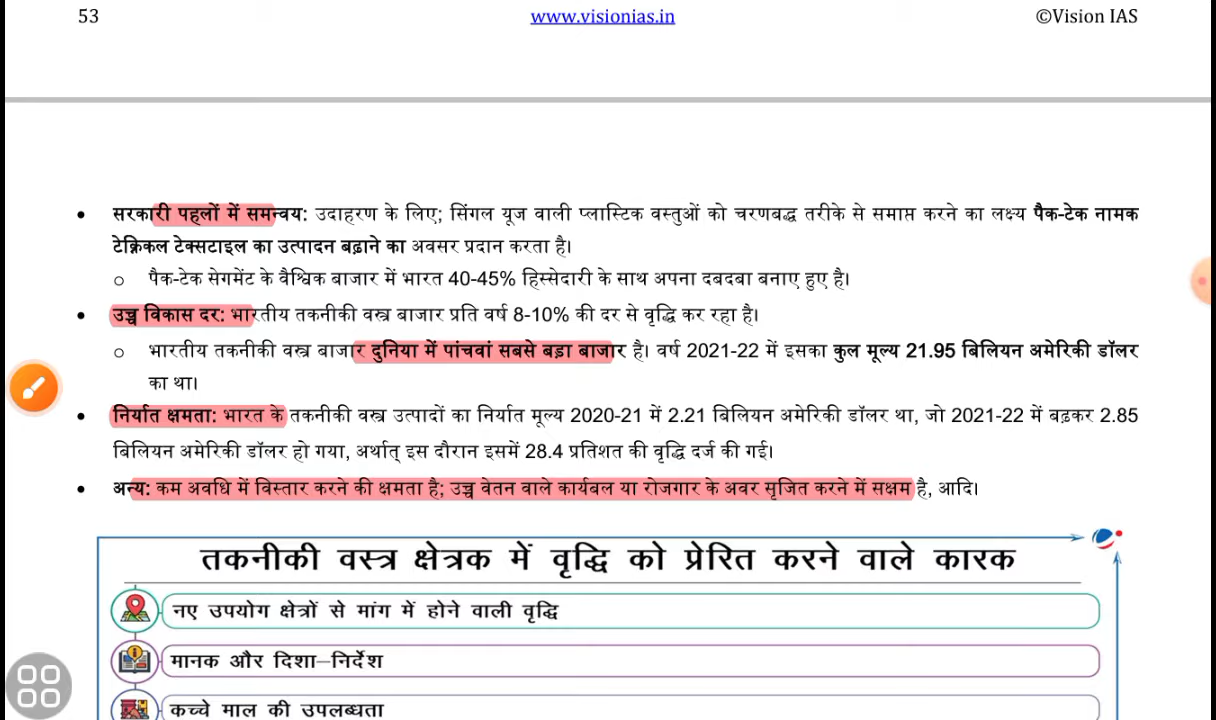 53 www.visionias.in ©Vision IAS
• सरकारी पहलों में समन्वय: उदाहरण के लिए; सिंगल यूज वाली प्लास्टिक वस्तुओं को चरणबद्ध तरीके से समाप्त करने का लक्ष्य पैक-टेक नामक
टेक्निकल टेक्सटाइल का उत्पादन बढ़ाने का अवसर प्रदान करता है।
o पैक-टेक सेगमेंट के वैश्विक बाजार में भारत 40-45% हिस्सेदारी के साथ अपना दबदबा बनाए हुए है।
• उच्च विकास दर: भारतीय तकनीकी वस्त्र बाजार प्रति वर्ष 8-10% की दर से वृद्धि कर रहा है।
o भारतीय तकनीकी वस्त्र बाजार दुनिया में पांचवां सबसे बड़ा बाजार है। वर्ष 2021-22 में इसका कुल मूल्य 21.95 बिलियन अमेरिकी डॉलर
का था।
• निर्यात क्षमता: भारत के तकनीकी वस्त्र उत्पादों का निर्यात मूल्य 2020-21 में 2.21 बिलियन अमेरिकी डॉलर था, जो 2021-22 में बढ़कर 2.85
बिलियन अमेरिकी डॉलर हो गया, अर्थात् इस दौरान इसमें 28.4 प्रतिशत की वृद्धि दर्ज की गई।
• अन्य: कम अवधि में विस्तार करने की क्षमता है; उच्च वेतन वाले कार्यबल या रोजगार के अवर सृजित करने में सक्षम है, आदि।
तकनीकी वस्त्र क्षेत्रक में वृद्धि को प्रेरित करने वाले कारक
नए उपयोग क्षेत्रों से मांग में होने वाली वृद्धि
मानक और दिशा–निर्देश
कच्चे माल की उपलब्धता